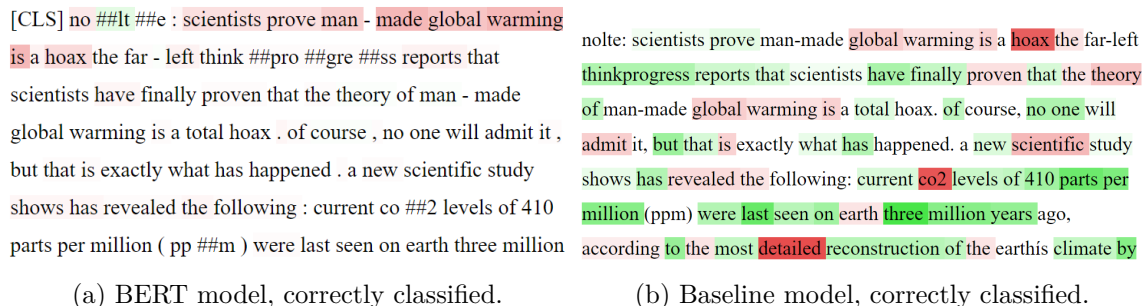 [CLS] no ##lt ##e : scientists prove man - made global warming
is a hoax the far - left think ##pro ##gre ##ss reports that
scientists have finally proven that the theory of man - made
global warming is a total hoax . of course , no one will admit it ,
but that is exactly what has happened . a new scientific study
shows has revealed the following : current co ##2 levels of 410
parts per million ( pp ##m ) were last seen on earth three million
(a) BERT model, correctly classified.
nolte: scientists prove man-made global warming is a hoax the far-left
thinkprogress reports that scientists have finally proven that the theory
of man-made global warming is a total hoax. of course, no one will
admit it, but that is exactly what has happened. a new scientific study
shows has revealed the following: current co2 levels of 410 parts per
million (ppm) were last seen on earth three million years ago,
according to the most detailed reconstruction of the earthís climate by
(b) Baseline model, correctly classified.